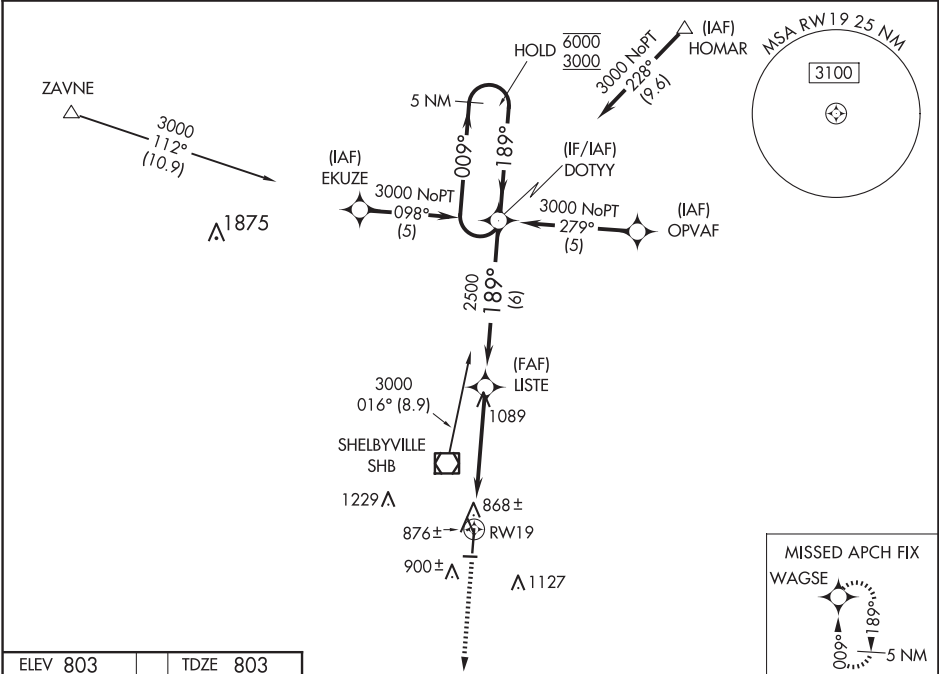 MSA RW19 25 NM
3100
(IAF)
HOMAR
3000 NoPT
228°
(9.6)
HOLD 6000
3000
5 NM
009°
189°
ZAVNE
3000
112°
(10.9)
(IAF)
EKUZE
3000 NoPT
098°
(5)
(IF/IAF)
DOTYY
3000 NoPT
279°
(5)
(IAF)
OPVAF
1875
2500
189°
(6)
(FAF)
LISTE
3000
016° (8.9)
1089
SHELBYVILLE
SHB
1229
868±
876±
RW19
900±
1127
MISSED APCH FIX
WAGSE
009°
189°
5 NM
ELEV 803
TDZE 803